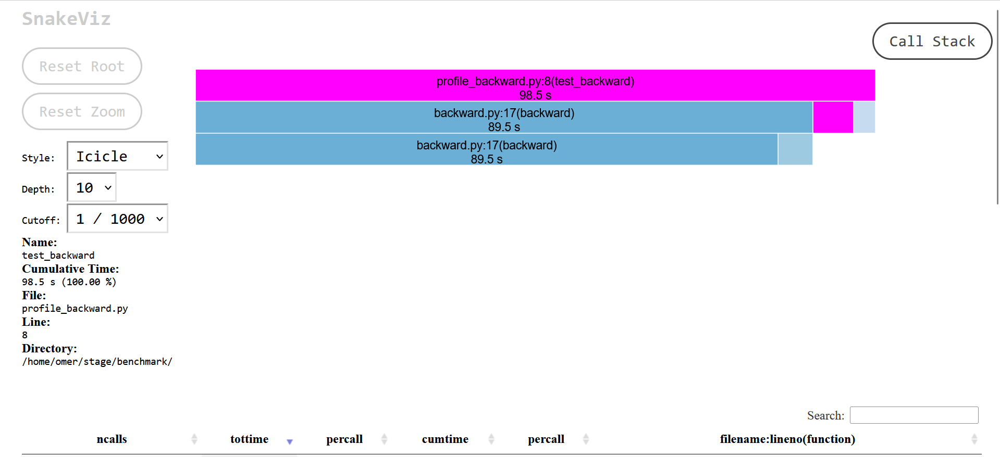 SnakeViz
Call Stack
Reset Root
Reset Zoom
Style: Icicle
Depth: 10
Cutoff: 1 / 1000
Name:
test_backward
Cumulative Time:
98.5 s (100.00 %)
File:
profile_backward.py
Line:
8
Directory:
/home/omer/stage/benchmark/
profile_backward.py:8(test_backward)
98.5 s
backward.py:17(backward)
89.5 s
backward.py:17(backward)
89.5 s
Search:
ncalls tottime percall cumtime percall filename:lineno(function)